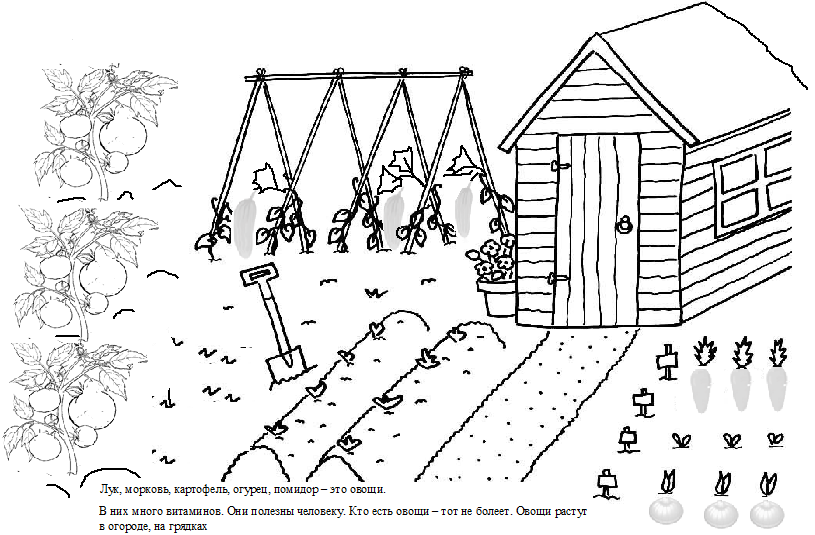 Лук, морковь, картофель, огурец, помидор – это овощи.
В них много витаминов. Они полезны человеку. Кто есть овощи – тот не болеет. Овощи растут
в огороде, на грядках